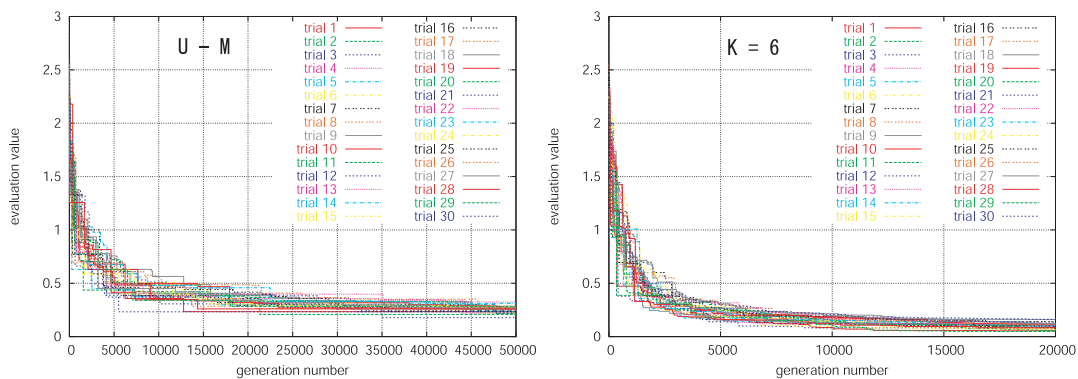 U - M
evaluation value
3
2.5
2
1.5
1
0.5
0
trial 1
trial 2
trial 3
trial 4
trial 5
trial 6
trial 7
trial 8
trial 9
trial 10
trial 11
trial 12
trial 13
trial 14
trial 15
trial 16
trial 17
trial 18
trial 19
trial 20
trial 21
trial 22
trial 23
trial 24
trial 25
trial 26
trial 27
trial 28
trial 29
trial 30
0 5000 10000 15000 20000 25000 30000 35000 40000 45000 50000
generation number
K = 6
evaluation value
3
2.5
2
1.5
1
0.5
0
trial 1
trial 2
trial 3
trial 4
trial 5
trial 6
trial 7
trial 8
trial 9
trial 10
trial 11
trial 12
trial 13
trial 14
trial 15
trial 16
trial 17
trial 18
trial 19
trial 20
trial 21
trial 22
trial 23
trial 24
trial 25
trial 26
trial 27
trial 28
trial 29
trial 30
0 5000 10000 15000 20000
generation number